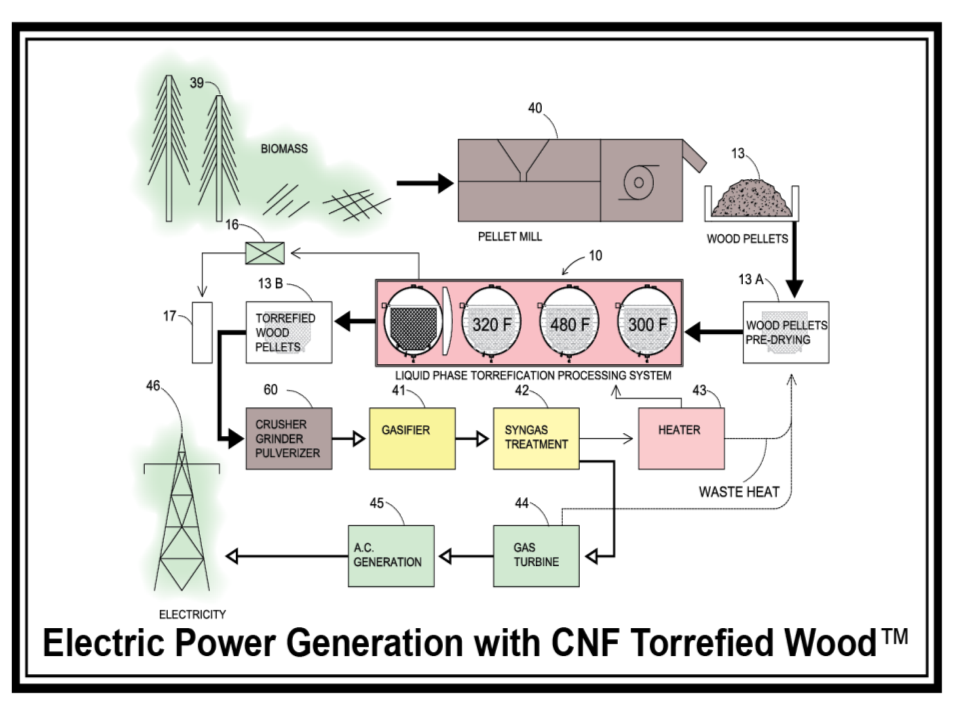 39
BIOMASS
40
13
PELLET MILL
WOOD PELLETS
16
10
13 B
13 A
17
TORREFIED
WOOD
PELLETS
320 F
480 F
300 F
WOOD PELLETS
PRE-DRYING
LIQUID PHASE TORREFICATION PROCESSING SYSTEM
46
60
41
42
43
CRUSHER
GRINDER
PULVERIZER
GASIFIER
SYNGAS
TREATMENT
HEATER
WASTE HEAT
45
44
A.C.
GENERATION
GAS
TURBINE
ELECTRICITY
Electric Power Generation with CNF Torrefied Wood™